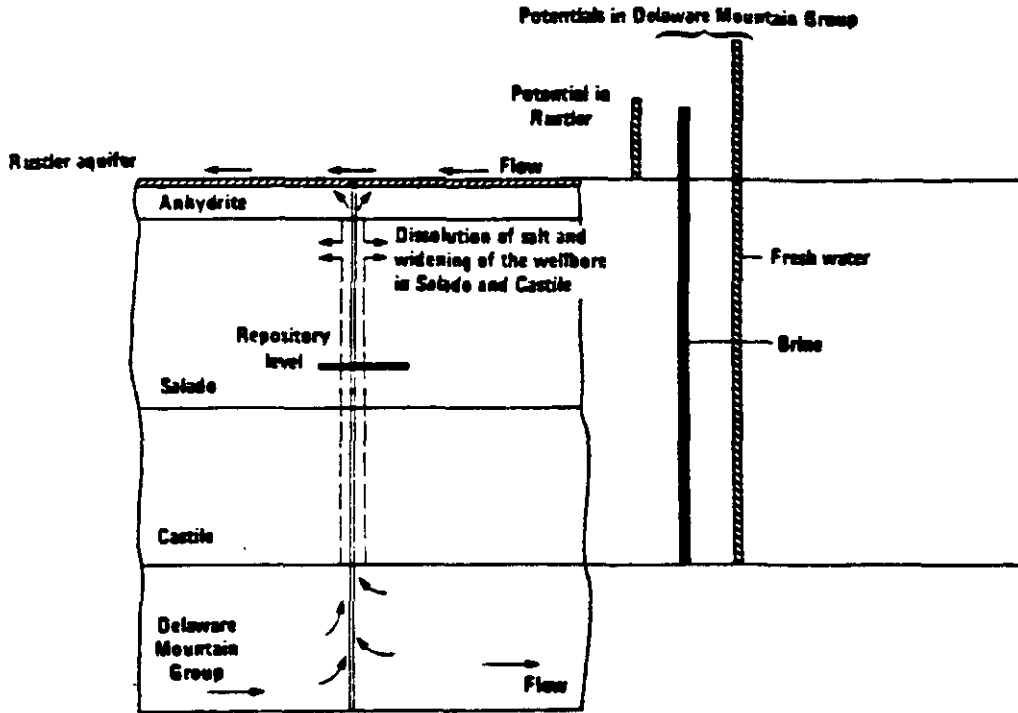 Potentials in Delaware Mountain Group
Potential in
Rustler
Rustler aquifer
Flow
Anhydrite
Dissolution of salt and
widening of the wellbore
in Salado and Castile
Fresh water
Repository
level
Brine
Salado
Castile
Delaware
Mountain
Group
Flow